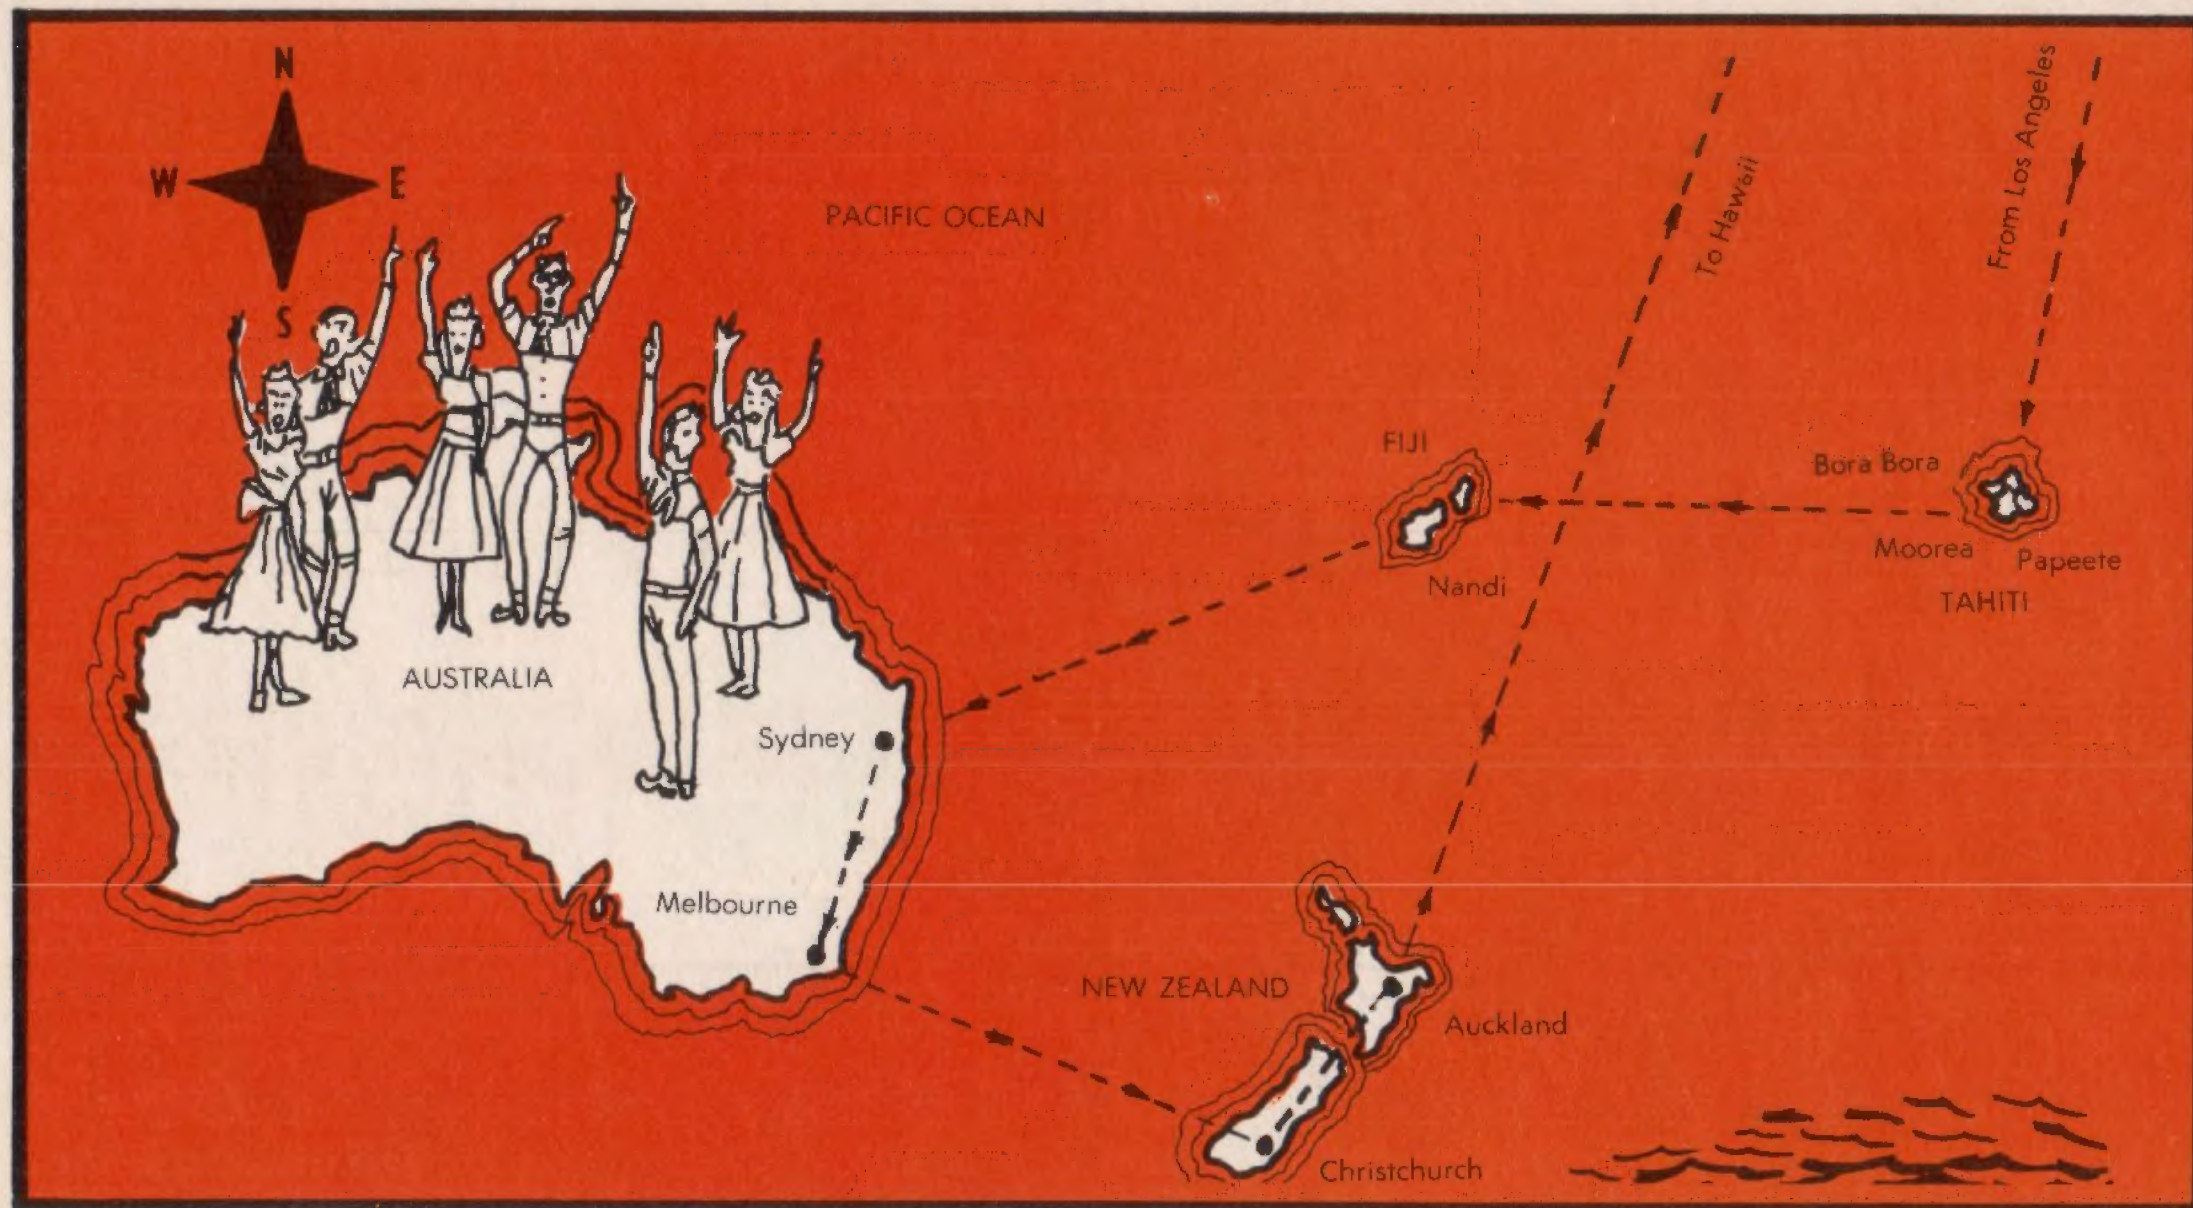 N
W
E
S
PACIFIC OCEAN
To Hawaii
From Los Angeles
FIJI
Nandi
Bora Bora
Moorea
Papeete
TAHITI
AUSTRALIA
Sydney
Melbourne
NEW ZEALAND
Auckland
Christchurch